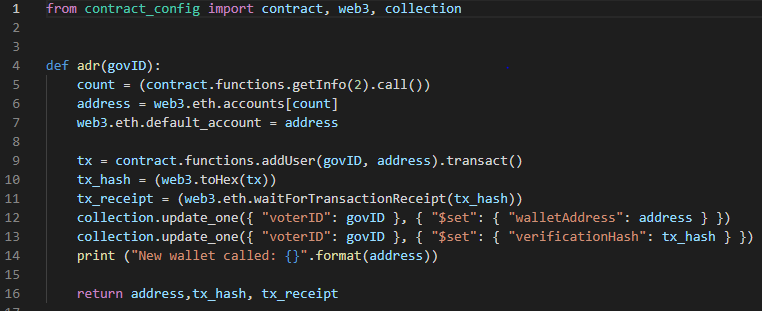 1 from contract_config import contract, web3, collection
2
3
4 def adr(govID):
5     count = (contract.functions.getInfo(2).call())
6     address = web3.eth.accounts[count]
7     web3.eth.default_account = address
8
9     tx = contract.functions.addUser(govID, address).transact()
10     tx_hash = (web3.toHex(tx))
11     tx_receipt = (web3.eth.waitForTransactionReceipt(tx_hash))
12     collection.update_one({ "voterID": govID }, { "$set": { "walletAddress": address } })
13     collection.update_one({ "voterID": govID }, { "$set": { "verificationHash": tx_hash } })
14     print ("New wallet called: {}".format(address))
15
16     return address,tx_hash, tx_receipt